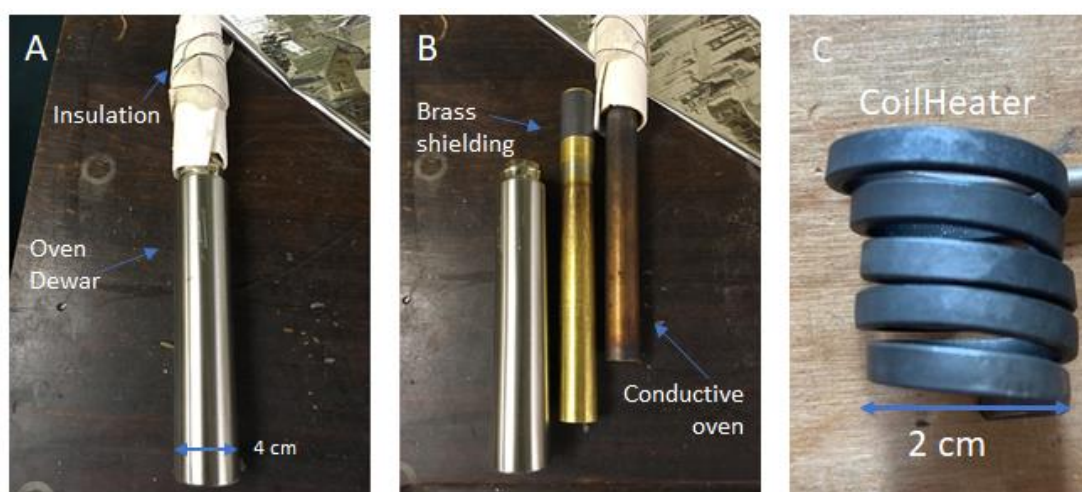 A
Insulation
Oven
Dewar
4 cm
B
Brass
shielding
Conductive
oven
C
CoilHeater
2 cm